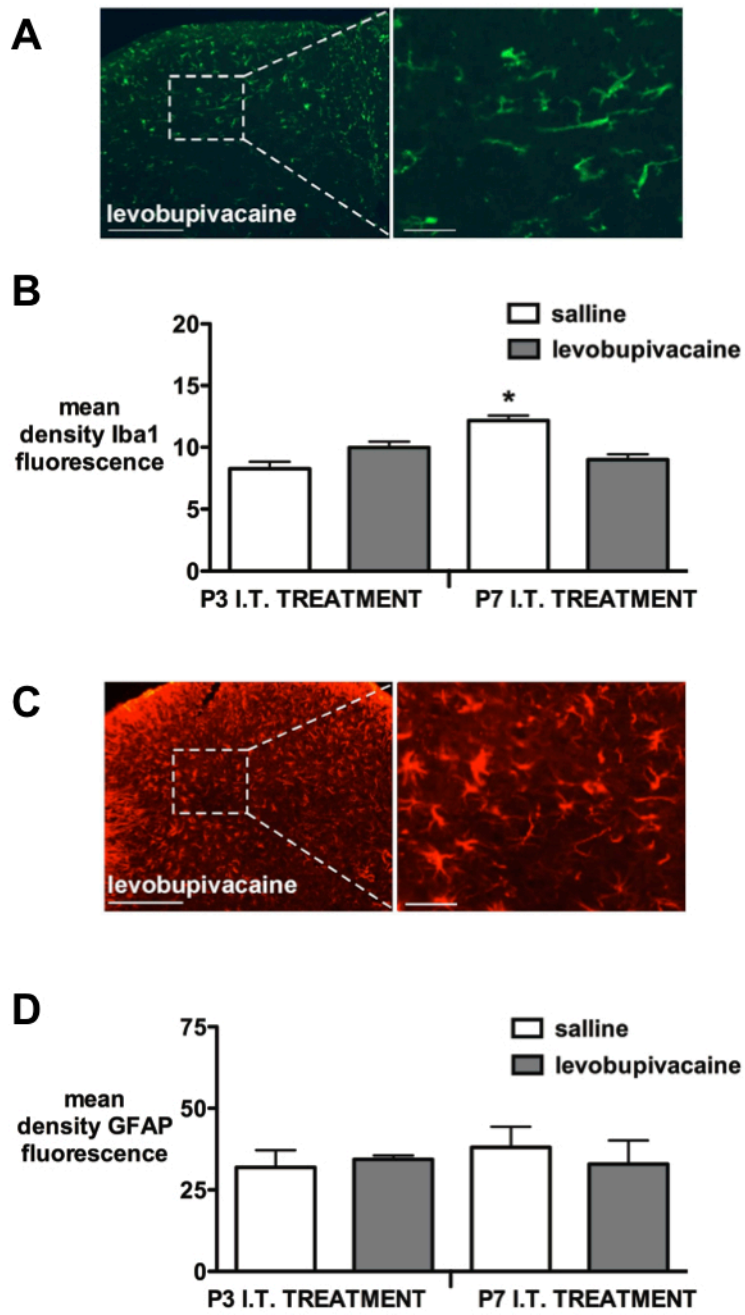 A
levobupivacaine
B
salline
levobupivacaine
20
15
10
5
0
*
mean
density Iba1
fluorescence
P3 I.T. TREATMENT
P7 I.T. TREATMENT
C
levobupivacaine
D
salline
levobupivacaine
75
50
25
0
mean
density GFAP
fluorescence
P3 I.T. TREATMENT
P7 I.T. TREATMENT